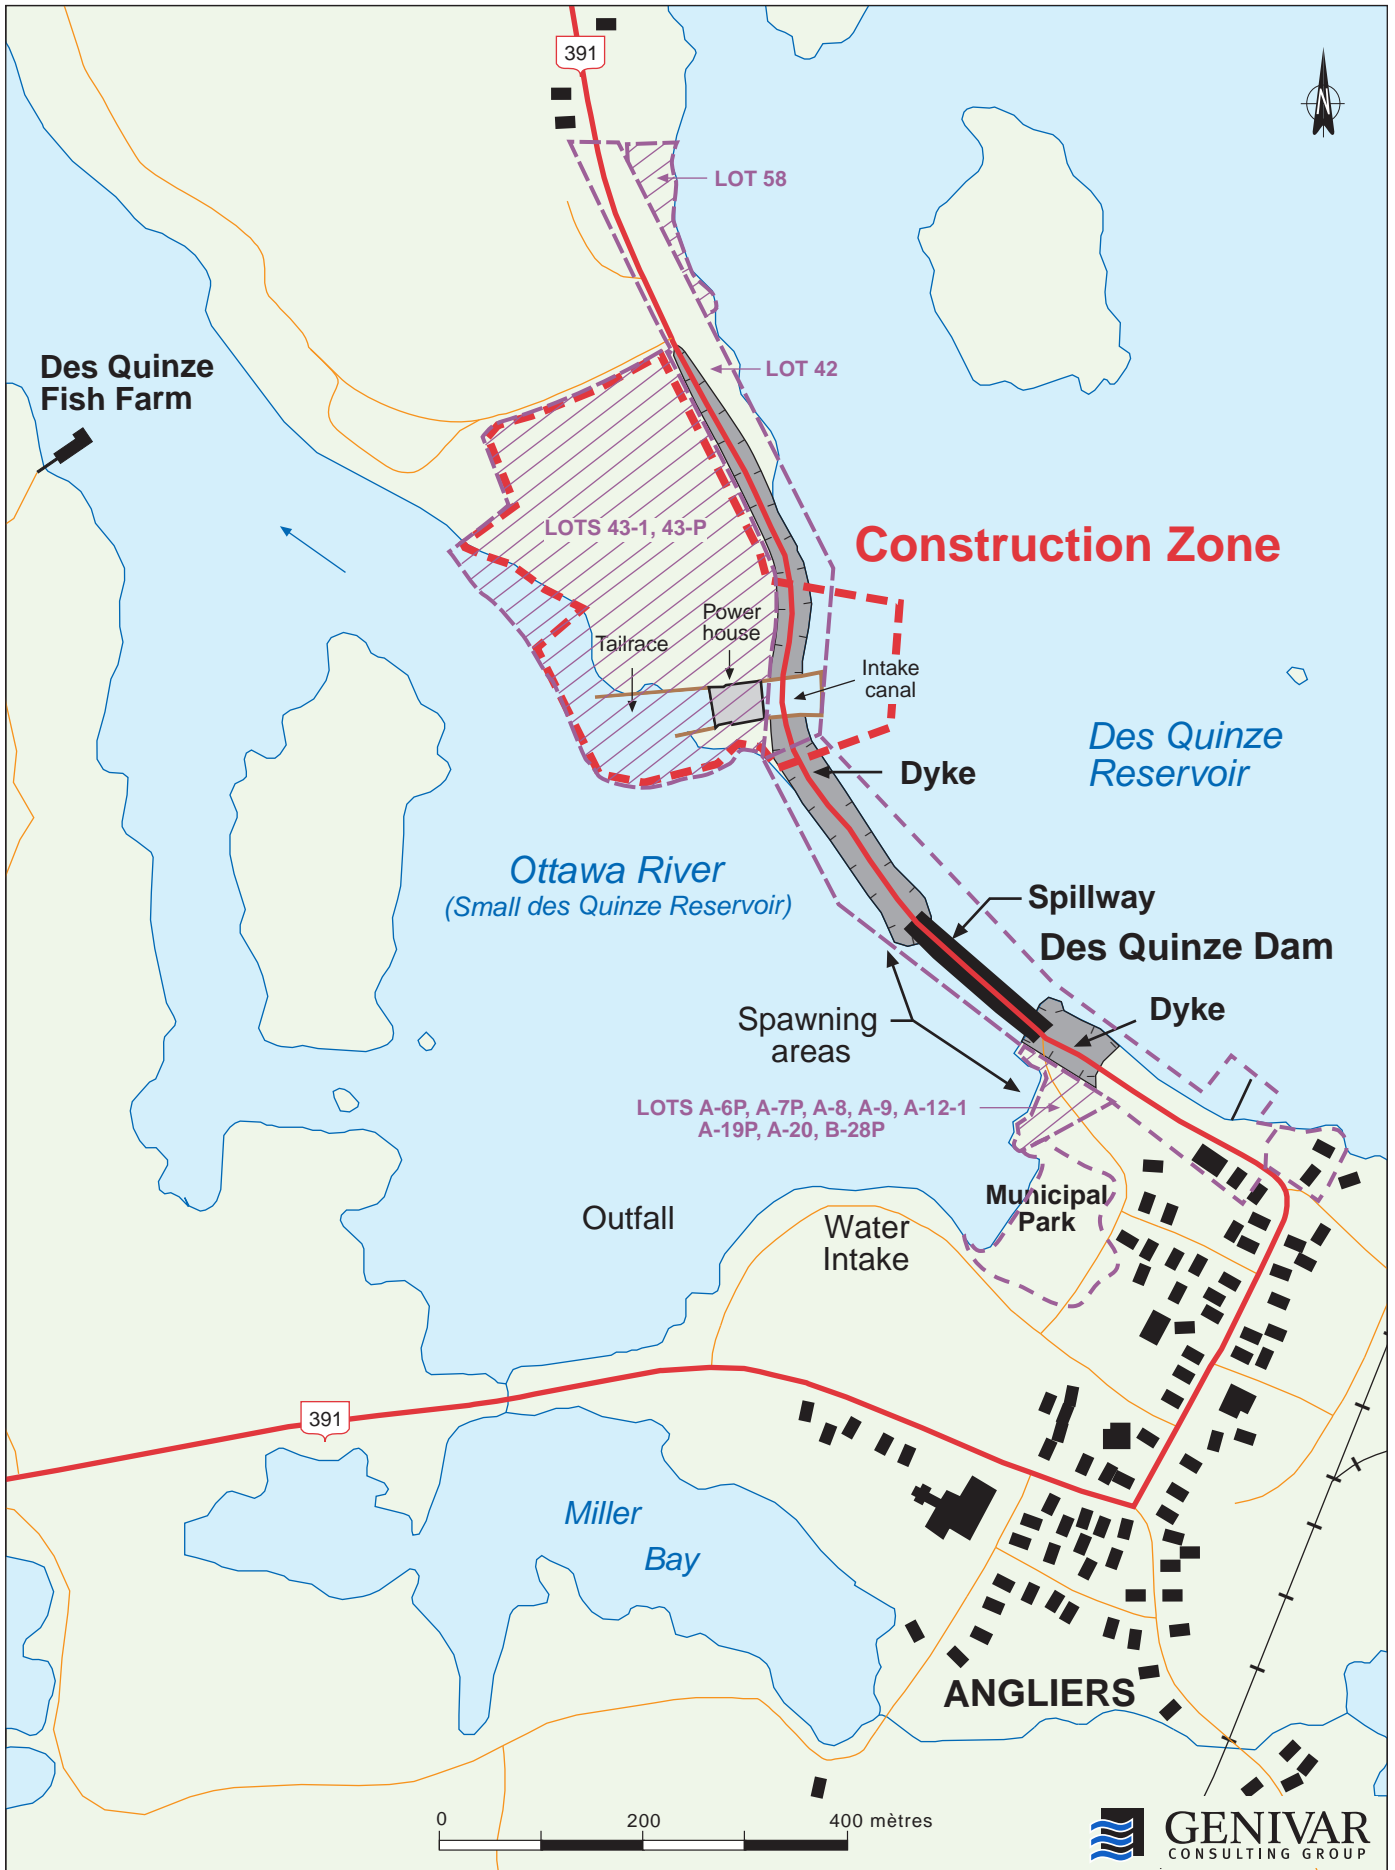 391
N
LOT 58
Des Quinze
Fish Farm
LOT 42
LOTS 43-1, 43-P
Construction Zone
Power
house
Tailrace
Intake
canal
Des Quinze
Reservoir
Dyke
Ottawa River
(Small des Quinze Reservoir)
Spillway
Des Quinze Dam
Dyke
Spawning
areas
LOTS A-6P, A-7P, A-8, A-9, A-12-1
A-19P, A-20, B-28P
Municipal
Park
Outfall
Water
Intake
391
Miller
Bay
ANGLIERS
0 200 400 mètres
GENIVAR
CONSULTING GROUP